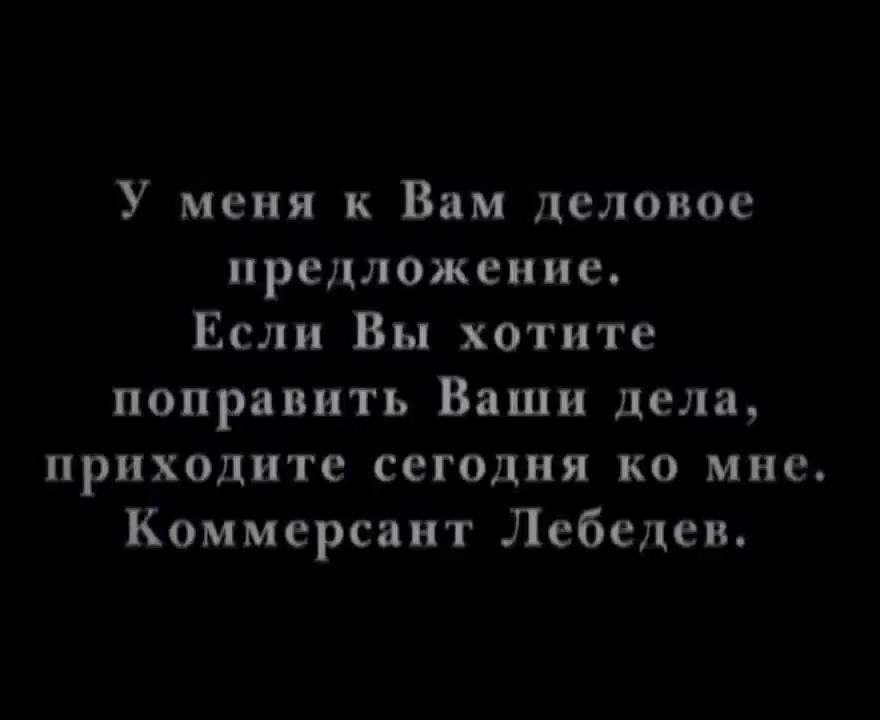 У меня к Вам деловое
предложение.
Если Вы хотите
поправить Ваши дела,
приходите сегодня ко мне.
Коммерсант Лебедев.